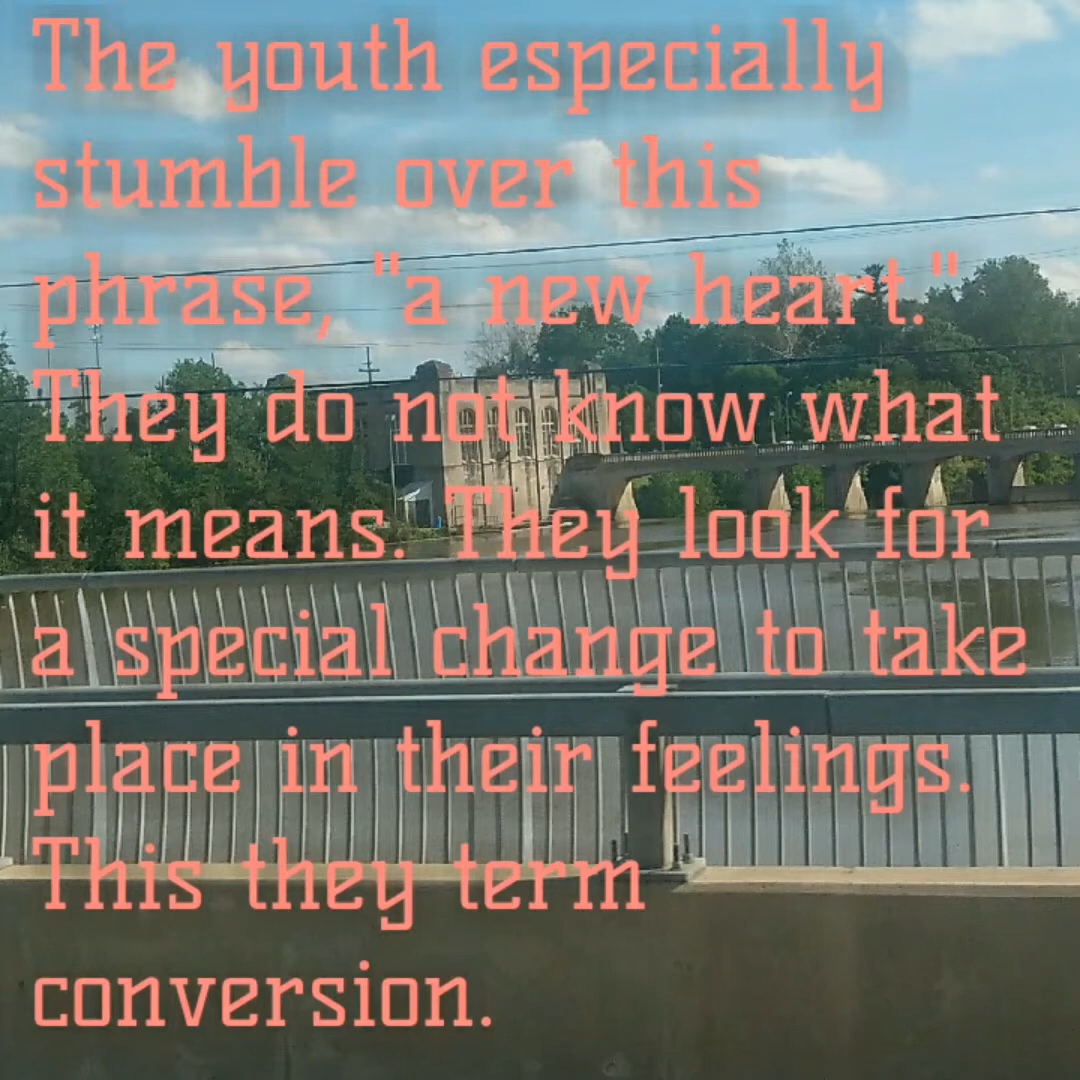 The youth especially
stumble over this
phrase, "a new heart."
They do not know what
it means. They look for
a special change to take
place in their feelings.
This they term
conversion.